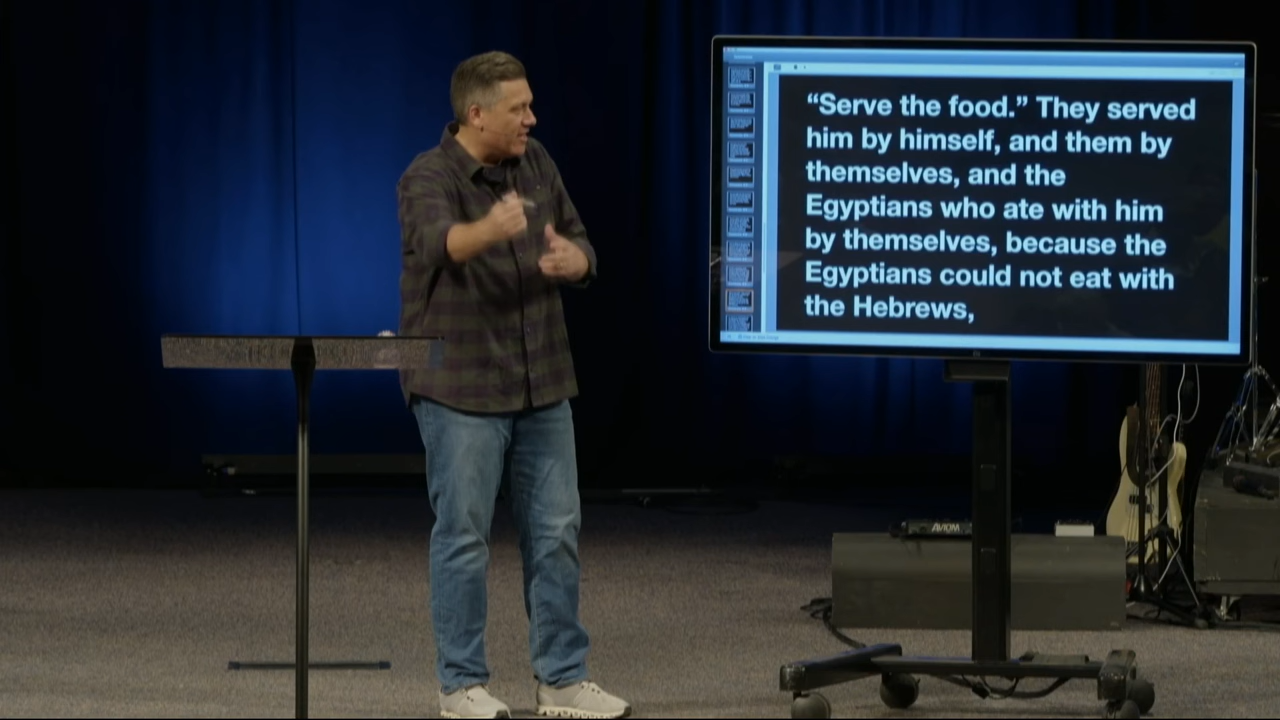 “Serve the food.” They served
him by himself, and them by
themselves, and the
Egyptians who ate with him
by themselves, because the
Egyptians could not eat with
the Hebrews,
AVIOM